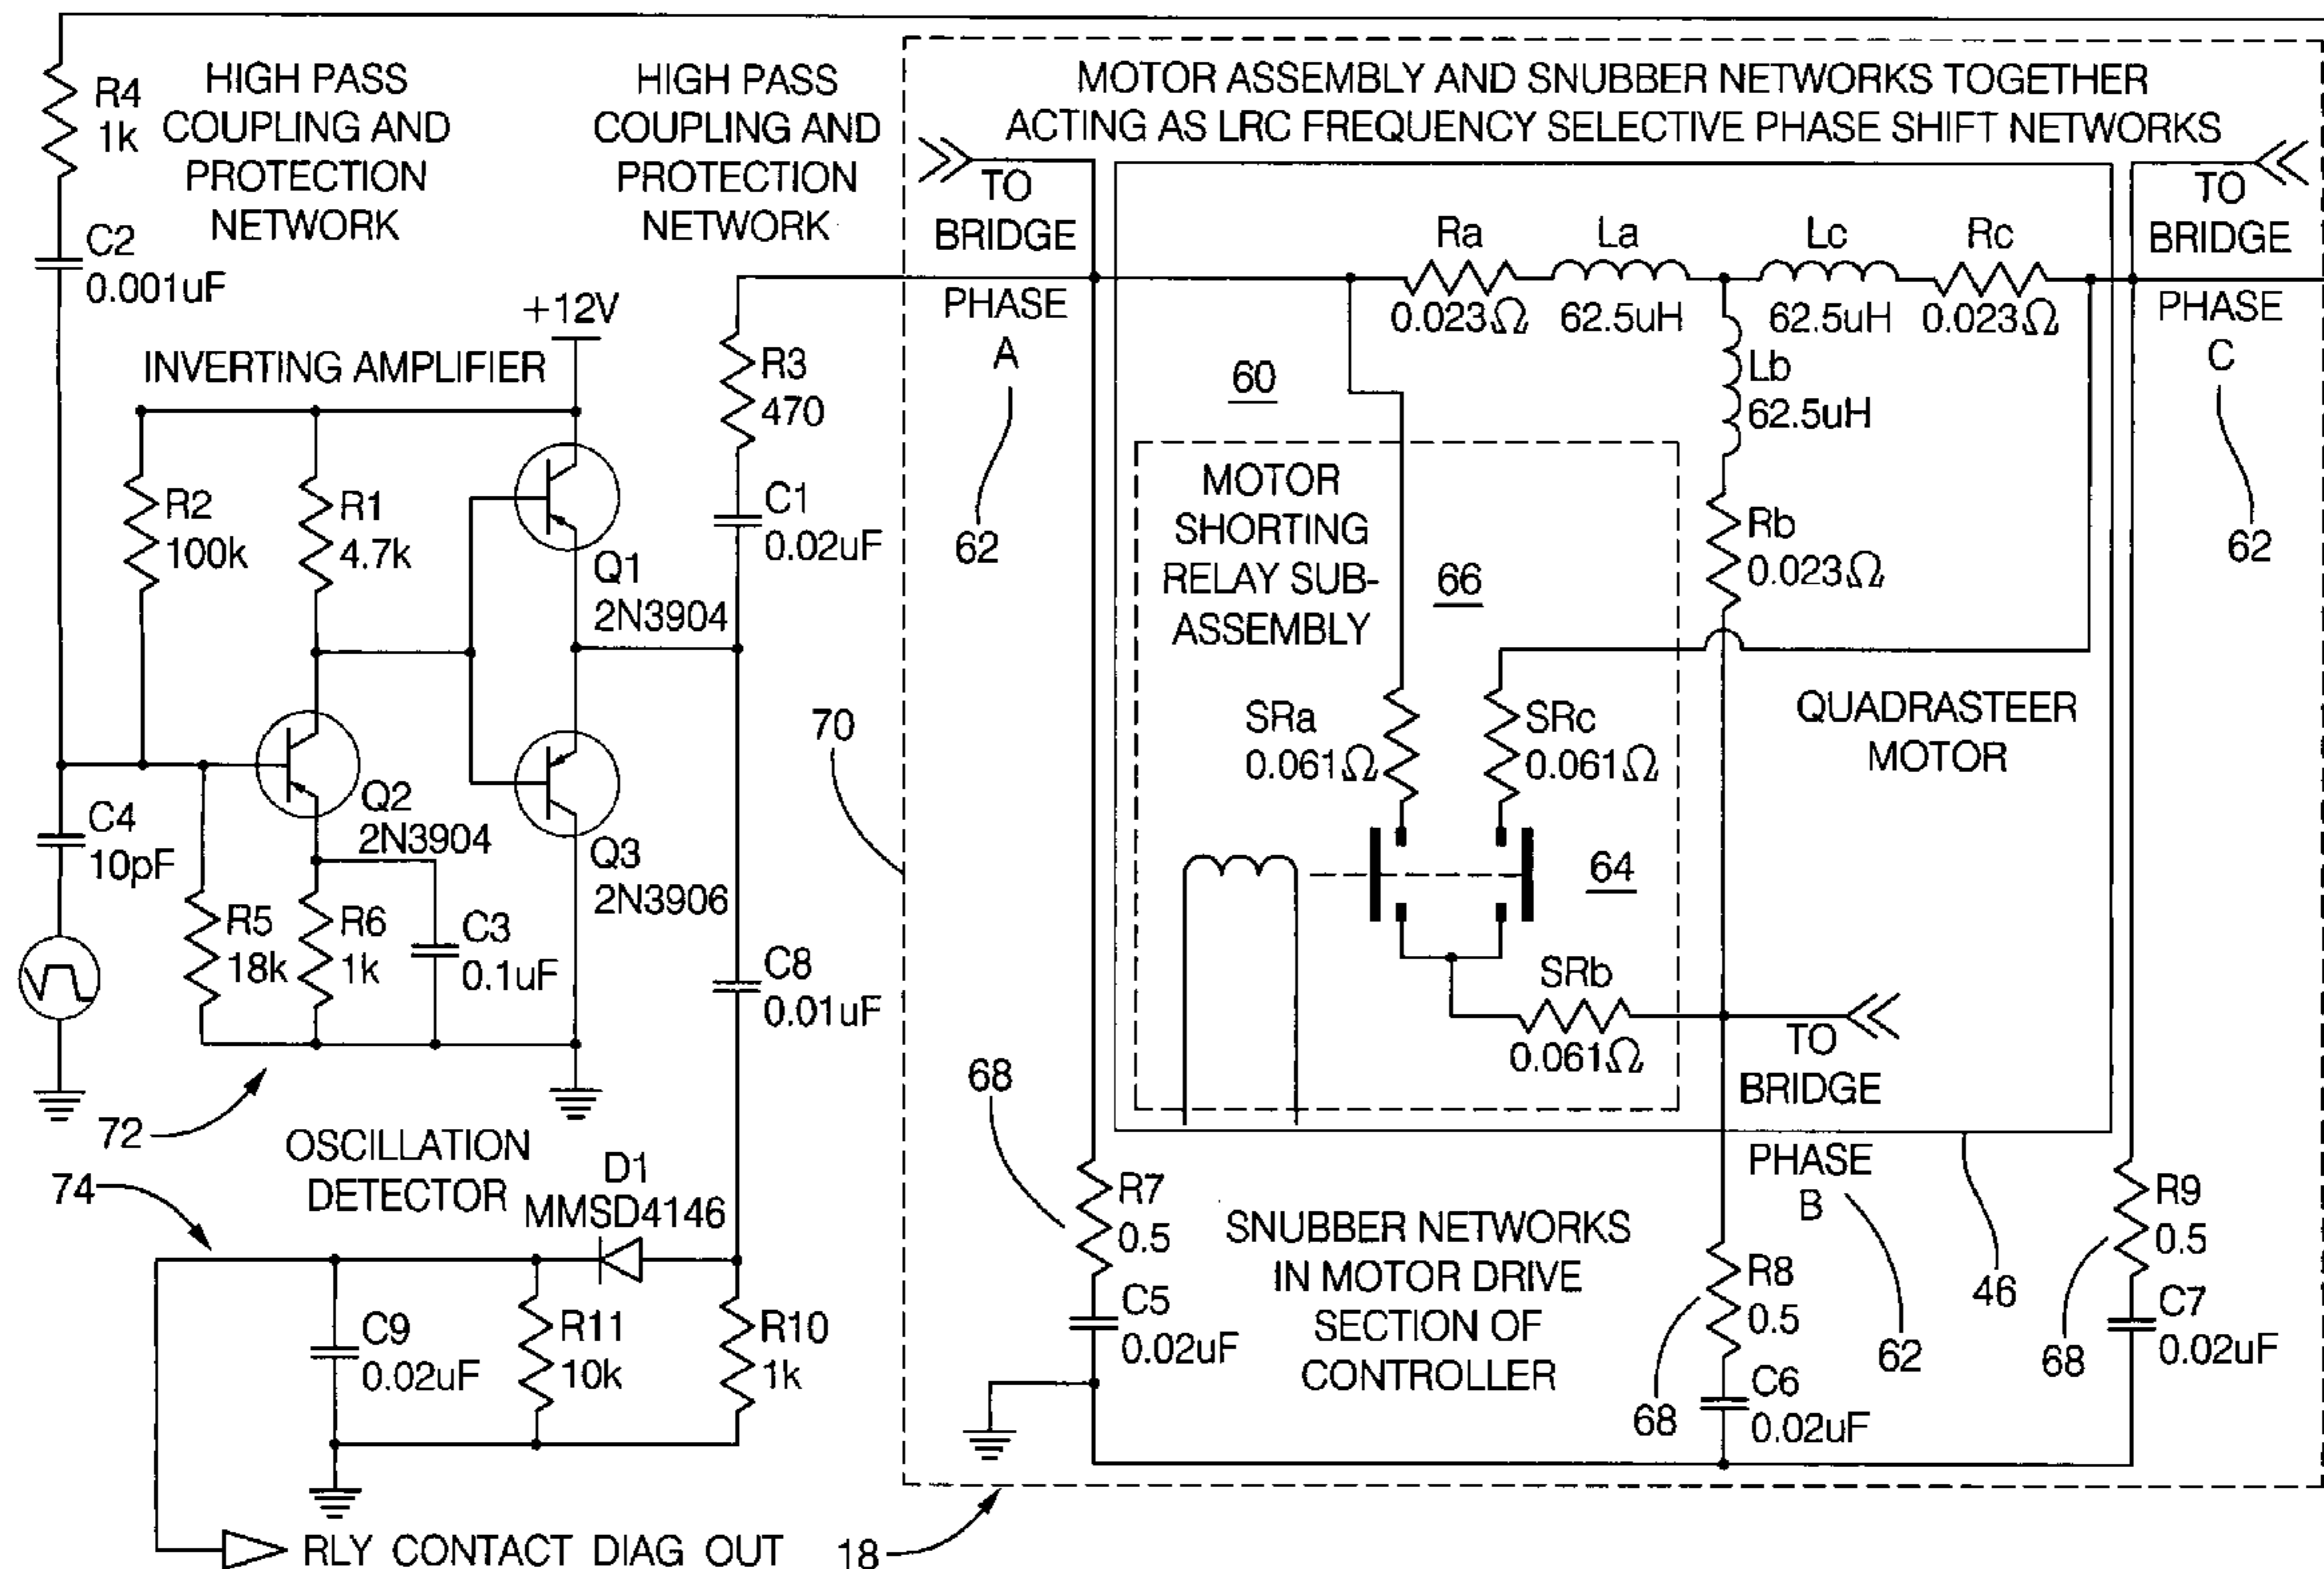 R4
1k
HIGH PASS
COUPLING AND
PROTECTION
NETWORK
C2
0.001uF
HIGH PASS
COUPLING AND
PROTECTION
NETWORK
MOTOR ASSEMBLY AND SNUBBER NETWORKS TOGETHER
ACTING AS LRC FREQUENCY SELECTIVE PHASE SHIFT NETWORKS
TO
BRIDGE
PHASE
A
62
TO
BRIDGE
PHASE
C
62
Ra
0.023Ω
La
62.5uH
Lc
62.5uH
Rc
0.023Ω
Lb
62.5uH
Rb
0.023Ω
60
+12V
INVERTING AMPLIFIER
R3
470
C1
0.02uF
R2
100k
R1
4.7k
Q1
2N3904
Q2
2N3904
Q3
2N3906
C4
10pF
R5
18k
R6
1k
C3
0.1uF
C8
0.01uF
72
MOTOR
SHORTING
RELAY SUB-
ASSEMBLY
66
SRa
0.061Ω
SRc
0.061Ω
64
SRb
0.061Ω
QUADRASTEER
MOTOR
70
TO
BRIDGE
PHASE
B
62
46
68
R7
0.5
C5
0.02uF
SNUBBER NETWORKS
IN MOTOR DRIVE
SECTION OF
CONTROLLER
R8
0.5
68
C6
0.02uF
R9
0.5
68
C7
0.02uF
OSCILLATION
DETECTOR
74
D1
MMSD4146
C9
0.02uF
R11
10k
R10
1k
RLY CONTACT DIAG OUT
18